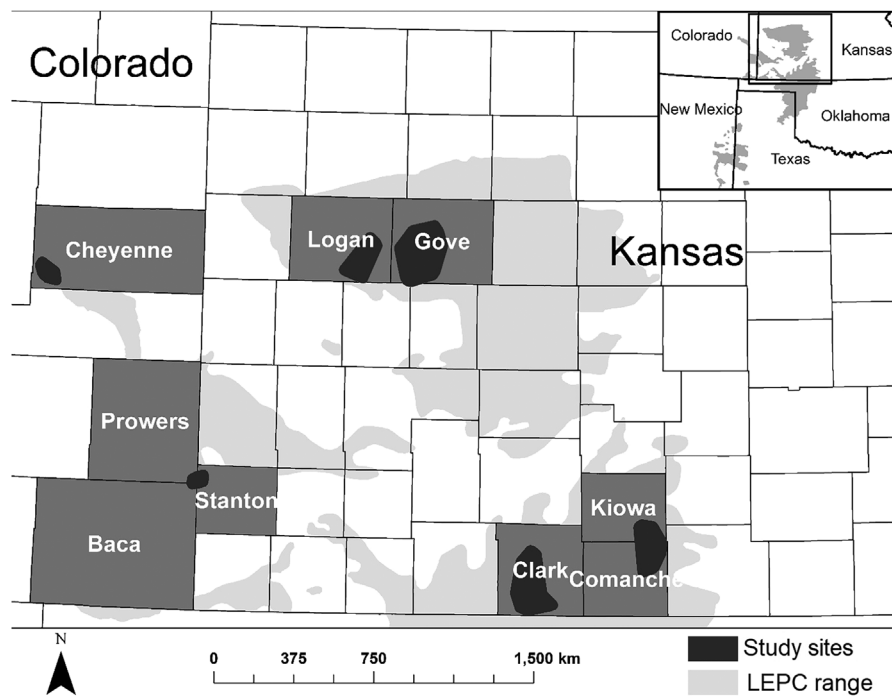 Colorado
Colorado
Kansas
New Mexico
Oklahoma
Texas
Cheyenne
Logan
Gove
Kansas
Prowers
Stanton
Kiowa
Baca
Clark
Comanche
N
0 375 750 1,500 km
Study sites
LEPC range